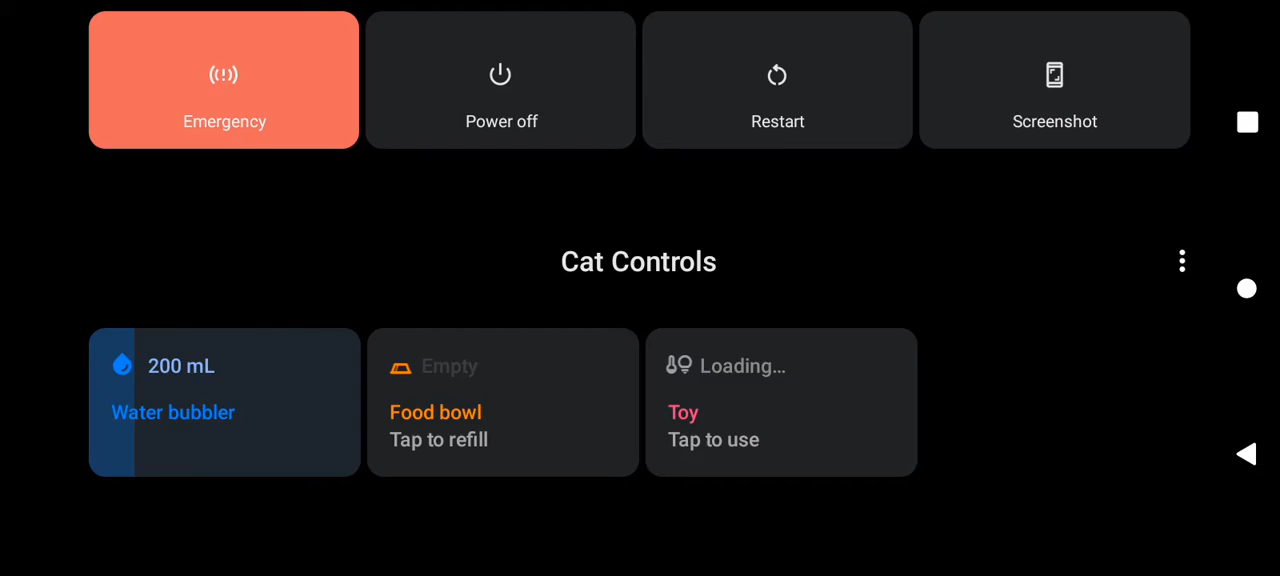 Emergency
Power off
Restart
Screenshot
Cat Controls
200 mL
Water bubbler
Empty
Food bowl
Tap to refill
Loading...
Toy
Tap to use